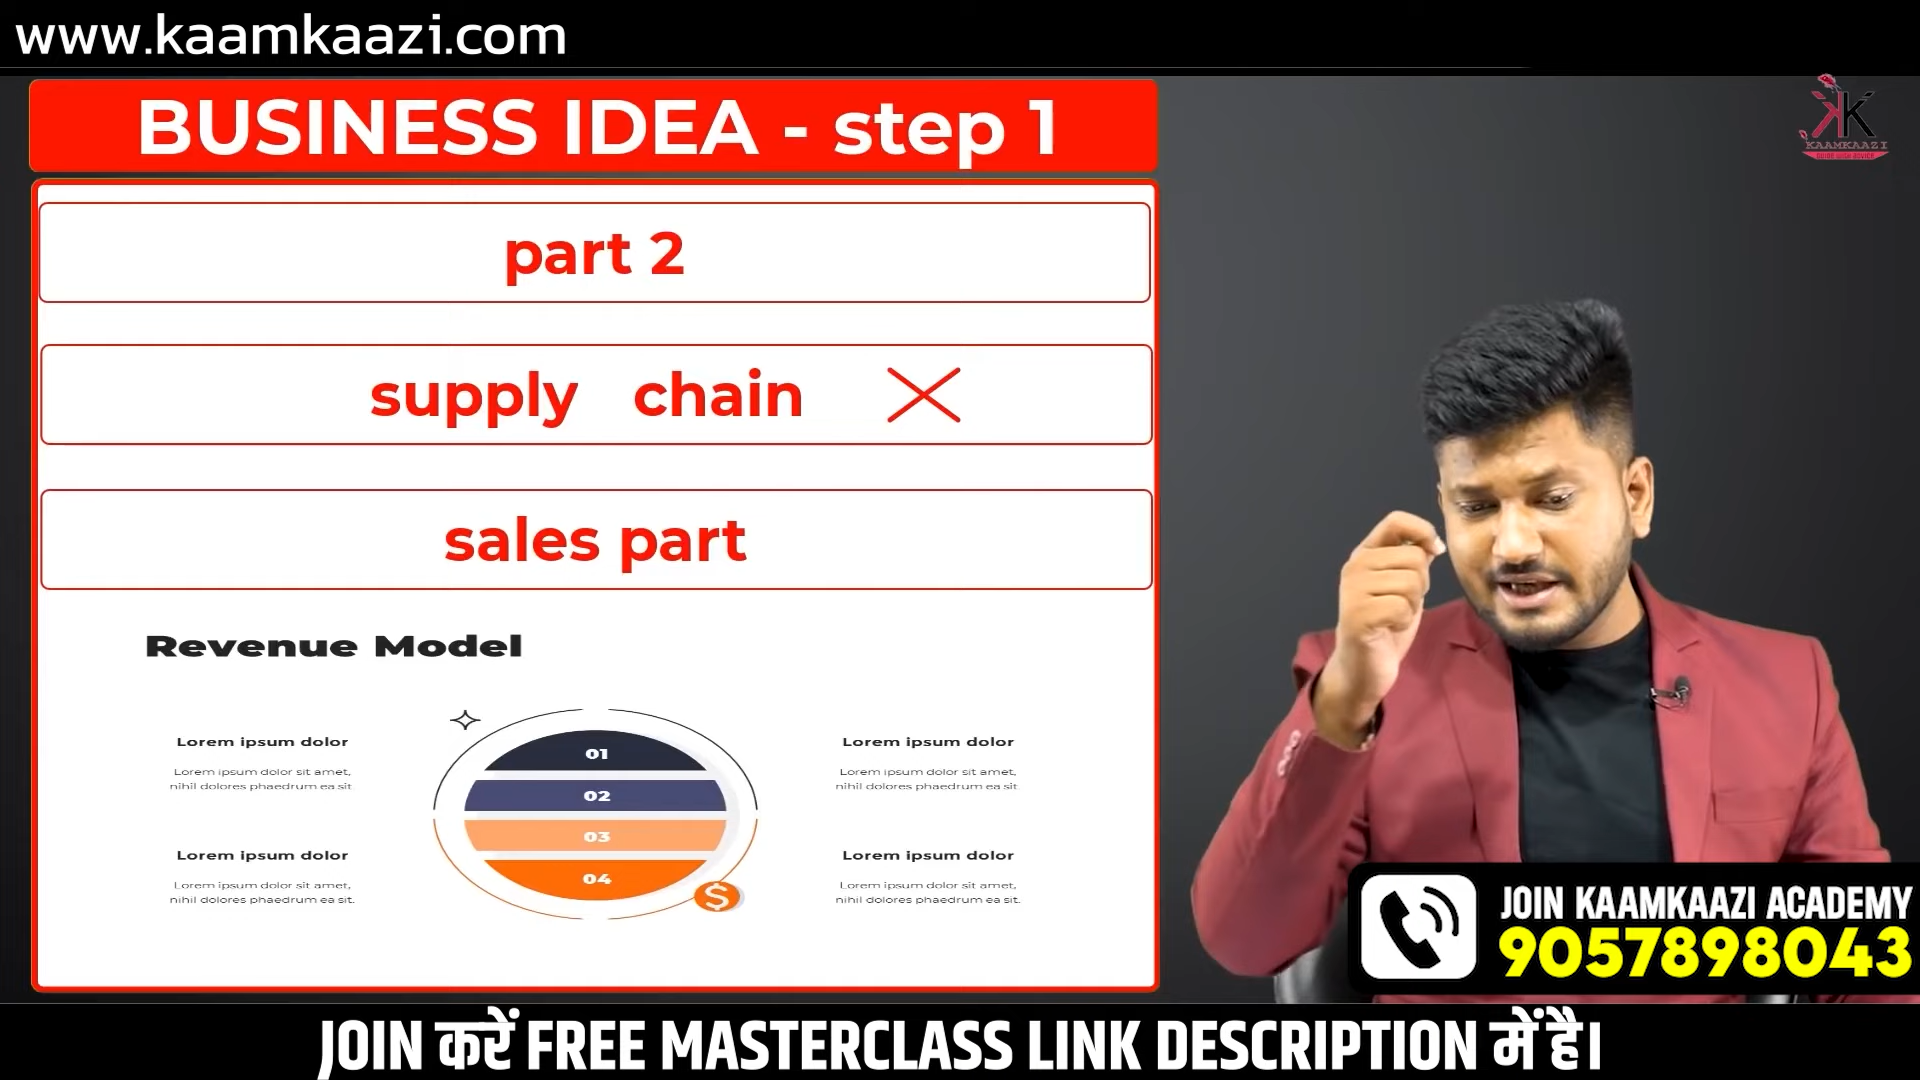 www.kaamkaazi.com
BUSINESS IDEA - step 1
KK
KAAMKAAZI
GUIDE WITH ADVICE
part 2
supply chain
sales part
Revenue Model
Lorem ipsum dolor
Lorem ipsum dolor sit amet,
nihil dolores phaedrum ea sit.
Lorem ipsum dolor
Lorem ipsum dolor sit amet,
nihil dolores phaedrum ea sit.
01
02
03
04
$
Lorem ipsum dolor
Lorem ipsum dolor sit amet,
nihil dolores phaedrum ea sit.
Lorem ipsum dolor
Lorem ipsum dolor sit amet,
nihil dolores phaedrum ea sit.
JOIN KAAMKAAZI ACADEMY
9057898043
JOIN करें FREE MASTERCLASS LINK DESCRIPTION में है।